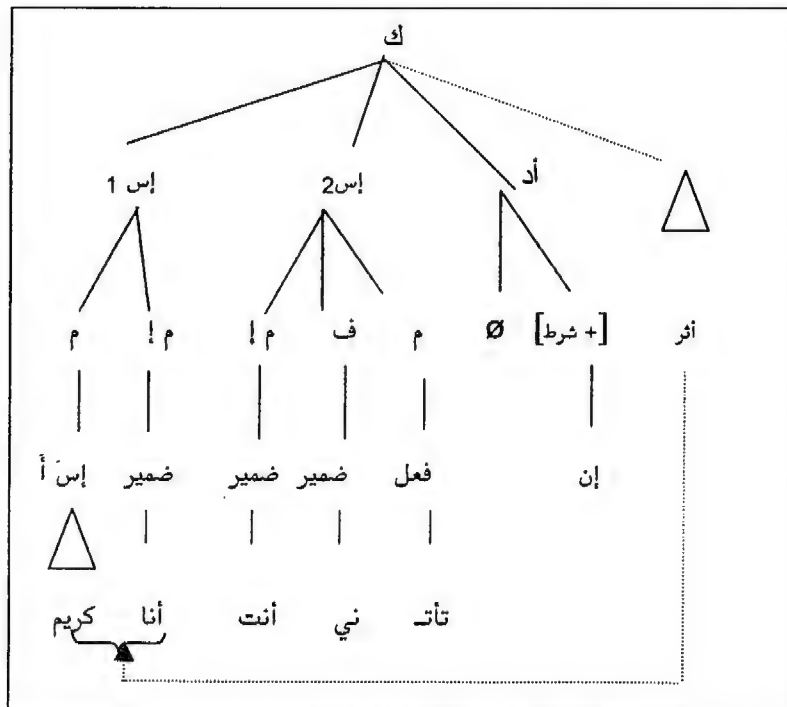 ك
أد إس2 إس 1
أثر [+ شرط] Ø م ف م إ م إ م
إن فعل ضمير ضمير ضمير إسَ أَ
تأتـ ني أنت أنا كريم